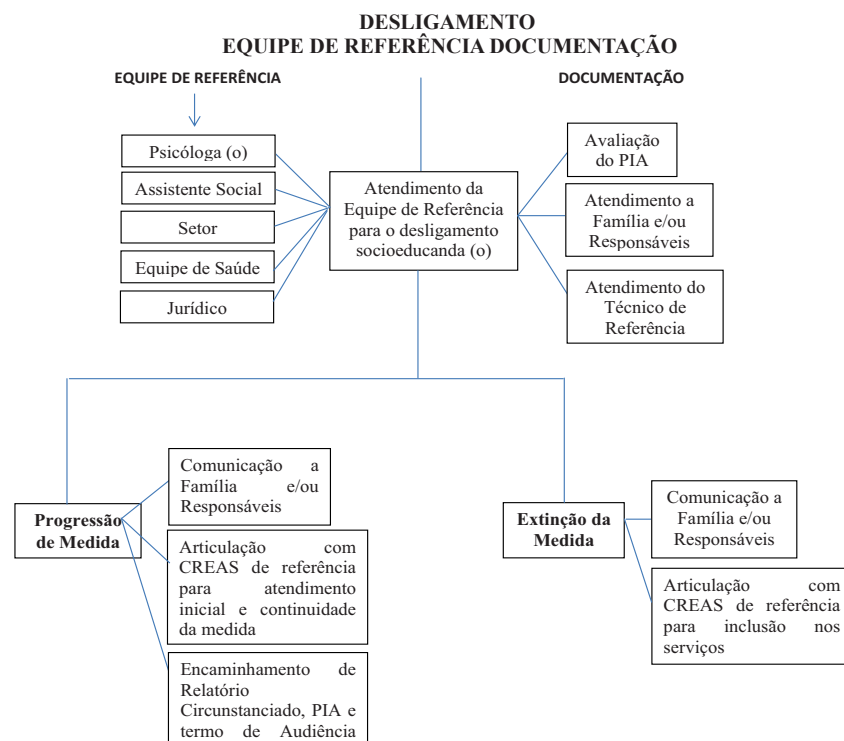 DESLIGAMENTO
EQUIPE DE REFERÊNCIA DOCUMENTAÇÃO
EQUIPE DE REFERÊNCIA
DOCUMENTAÇÃO
Psicóloga (o)
Assistente Social
Setor
Equipe de Saúde
Jurídico
Atendimento da
Equipe de Referência
para o desligamento
socioeducanda (o)
Avaliação
do PIA
Atendimento a
Família e/ou
Responsáveis
Atendimento do
Técnico de
Referência
Progressão
de Medida
Comunicação a
Família e/ou
Responsáveis
Articulação com
CREAS de referência
para atendimento
inicial e continuidade
da medida
Encaminhamento de
Relatório
Circunstanciado, PIA e
termo de Audiência
Extinção da
Medida
Comunicação a
Família e/ou
Responsáveis
Articulação com
CREAS de referência
para inclusão nos
serviços